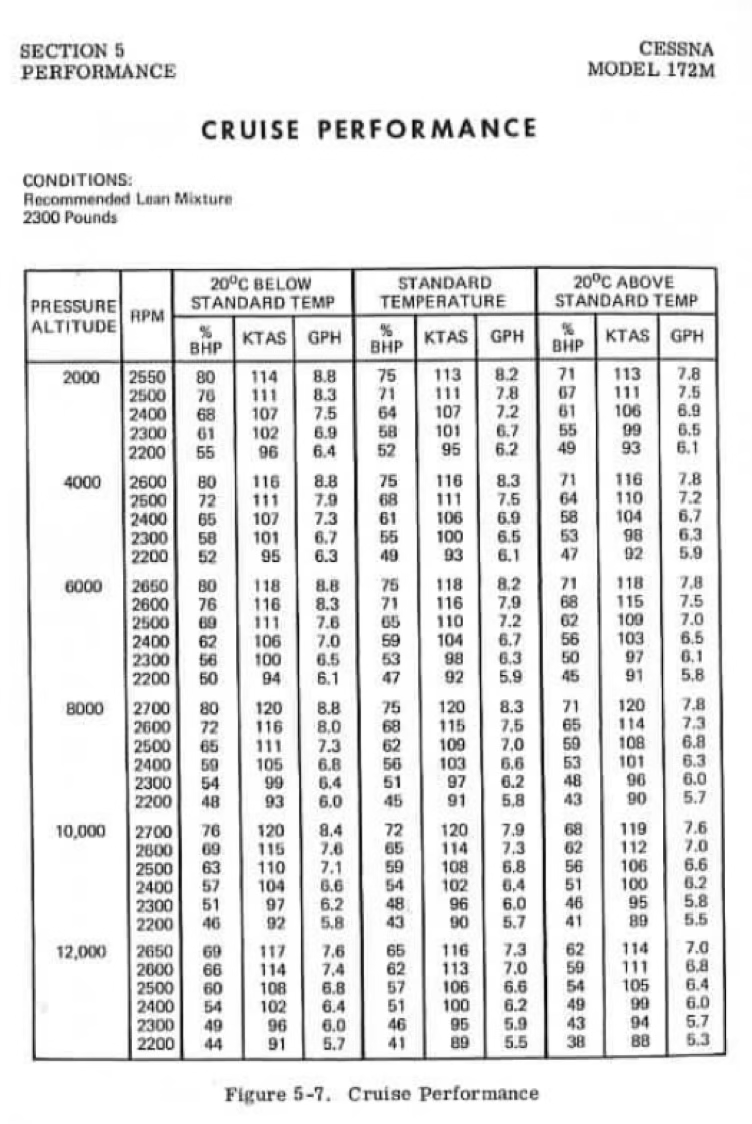 SECTION 5
PERFORMANCE
CESSNA
MODEL 172M
CRUISE PERFORMANCE
CONDITIONS:
Recommended Lean Mixture
2300 Pounds
PRESSURE ALTITUDE RPM 20°C BELOW STANDARD TEMP STANDARD TEMPERATURE 20°C ABOVE STANDARD TEMP
% BHP KTAS GPH % BHP KTAS GPH % BHP KTAS GPH
2000 2550 80 114 8.8 75 113 8.2 71 113 7.8
2500 76 111 8.3 71 111 7.8 67 111 7.5
2400 68 107 7.5 64 107 7.2 61 106 6.9
2300 61 102 6.9 58 101 6.7 55 99 6.5
2200 55 96 6.4 52 95 6.2 49 93 6.1
4000 2600 80 116 8.8 75 116 8.3 71 116 7.8
2500 72 111 7.9 68 111 7.5 64 110 7.2
2400 65 107 7.3 61 106 6.9 58 104 6.7
2300 58 101 6.7 55 100 6.5 53 98 6.3
2200 52 95 6.3 49 93 6.1 47 92 5.9
6000 2650 80 118 8.8 75 118 8.2 71 118 7.8
2600 76 116 8.3 71 116 7.9 68 115 7.5
2500 69 111 7.6 65 110 7.2 62 109 7.0
2400 62 106 7.0 59 104 6.7 56 103 6.5
2300 56 100 6.5 53 98 6.3 50 97 6.1
2200 50 94 6.1 47 92 5.9 45 91 5.8
8000 2700 80 120 8.8 75 120 8.3 71 120 7.8
2600 72 116 8.0 68 115 7.5 65 114 7.3
2500 65 111 7.3 62 109 7.0 59 108 6.8
2400 59 105 6.8 56 103 6.6 53 101 6.3
2300 54 99 6.4 51 97 6.2 48 96 6.0
2200 48 93 6.0 45 91 5.8 43 90 5.7
10,000 2700 76 120 8.4 72 120 7.9 68 119 7.6
2600 69 115 7.6 65 114 7.3 62 112 7.0
2500 63 110 7.1 59 108 6.8 56 106 6.6
2400 57 104 6.6 54 102 6.4 51 100 6.2
2300 51 97 6.2 48 96 6.0 46 95 5.8
2200 46 92 5.8 43 90 5.7 41 89 5.5
12,000 2650 69 117 7.6 65 116 7.3 62 114 7.0
2600 66 114 7.4 62 113 7.0 59 111 6.8
2500 60 108 6.8 57 106 6.6 54 105 6.4
2400 54 102 6.4 51 100 6.2 49 99 6.0
2300 49 96 6.0 46 95 5.9 43 94 5.7
2200 44 91 5.7 41 89 5.5 38 88 5.3
Figure 5-7. Cruise Performance